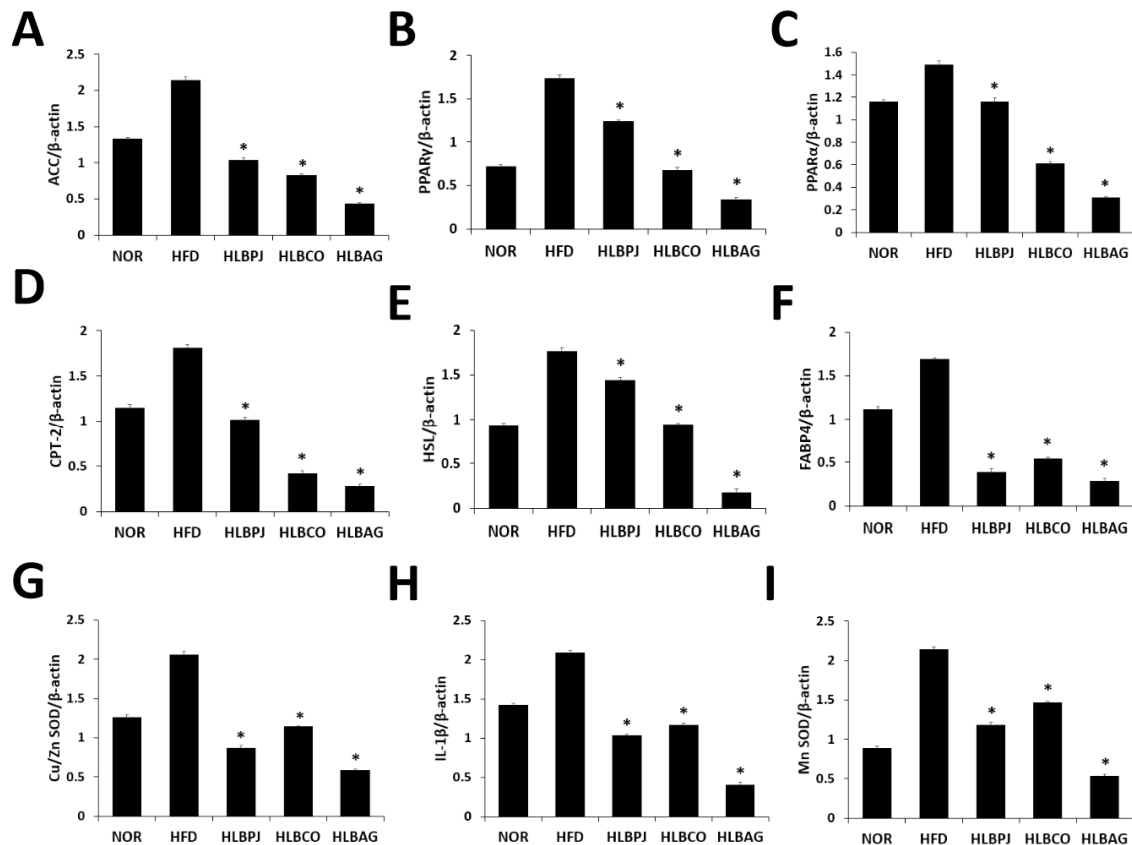 A
ACC/β-actin
2.5
2
1.5
1
0.5
0
NOR HFD HLBPJ HLBCO HLBAG
* * *
B
PPARγ/β-actin
2
1.5
1
0.5
0
NOR HFD HLBPJ HLBCO HLBAG
* * *
C
PPARα/β-actin
1.6
1.4
1.2
1
0.8
0.6
0.4
0.2
0
NOR HFD HLBPJ HLBCO HLBAG
* * *
D
CPT-2/β-actin
2
1.5
1
0.5
0
NOR HFD HLBPJ HLBCO HLBAG
* * *
E
HSL/β-actin
2
1.5
1
0.5
0
NOR HFD HLBPJ HLBCO HLBAG
* * *
F
FABP4/β-actin
2
1.5
1
0.5
0
NOR HFD HLBPJ HLBCO HLBAG
* * *
G
Cu/Zn SOD/β-actin
2.5
2
1.5
1
0.5
0
NOR HFD HLBPJ HLBCO HLBAG
* * *
H
IL-1β/β-actin
2.5
2
1.5
1
0.5
0
NOR HFD HLBPJ HLBCO HLBAG
* * *
I
Mn SOD/β-actin
2.5
2
1.5
1
0.5
0
NOR HFD HLBPJ HLBCO HLBAG
* * *